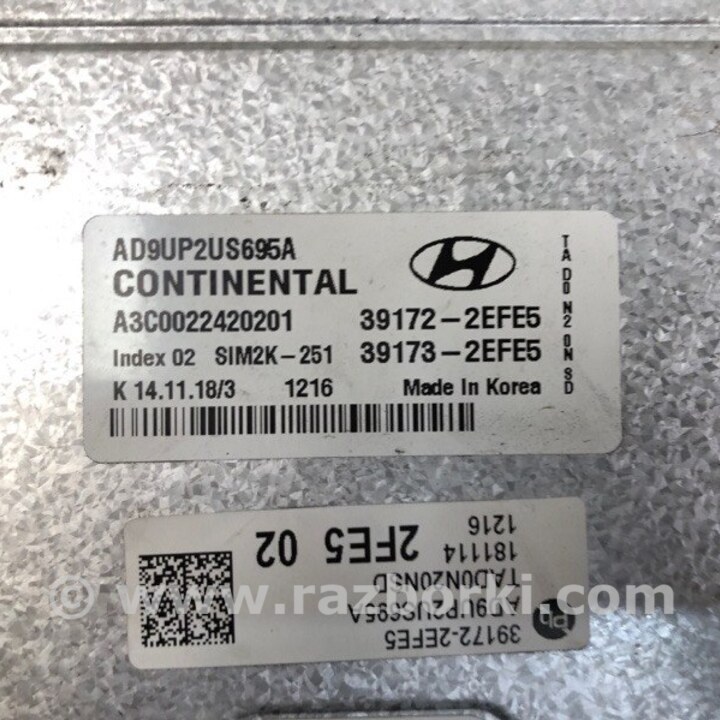 AD9UP2US695A
CONTINENTAL
A3C0022420201 39172-2EFE5
Index 02 SIM2K-251 39173-2EFE5
K 14.11.18/3 1216 Made In Korea
TA D0 N2 0N SD
39172-2EFE5
AD9UP2US695A
TAD0N20NSD
181114
1216
2FE5 02
© www.razborki.com